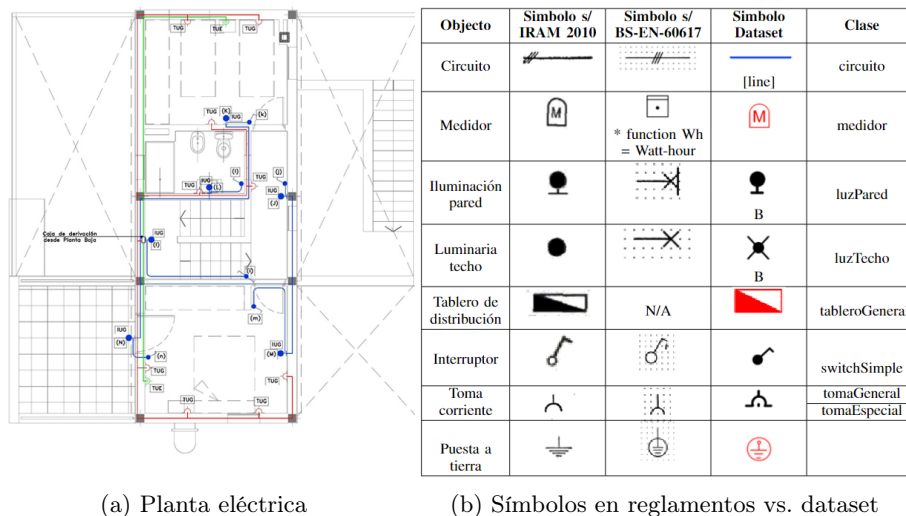 TUG
TUE
TUG
TUG
(K)
IUG
(k)
TUG
IUG
(L)
(l)
TUG
(j)
IUG
(J)
TUG
Caja de derivación
desde Planta Baja
IUG
(I)
(i)
(m)
IUG
(N)
(n)
IUG
(M)
TUG
TUE
TUG
TUG
(a) Planta eléctrica
Objecto
Simbolo s/
IRAM 2010
Simbolo s/
BS-EN-60617
Simbolo
Dataset
Clase
Circuito
[line]
circuito
Medidor
M
* function Wh
= Watt-hour
M
medidor
Iluminación
pared
B
luzPared
Luminaria
techo
B
luzTecho
Tablero de
distribución
N/A
tableroGenera
Interruptor
switchSimple
Toma
corriente
tomaGeneral
tomaEspecial
Puesta a
tierra
(b) Símbolos en reglamentos vs. dataset